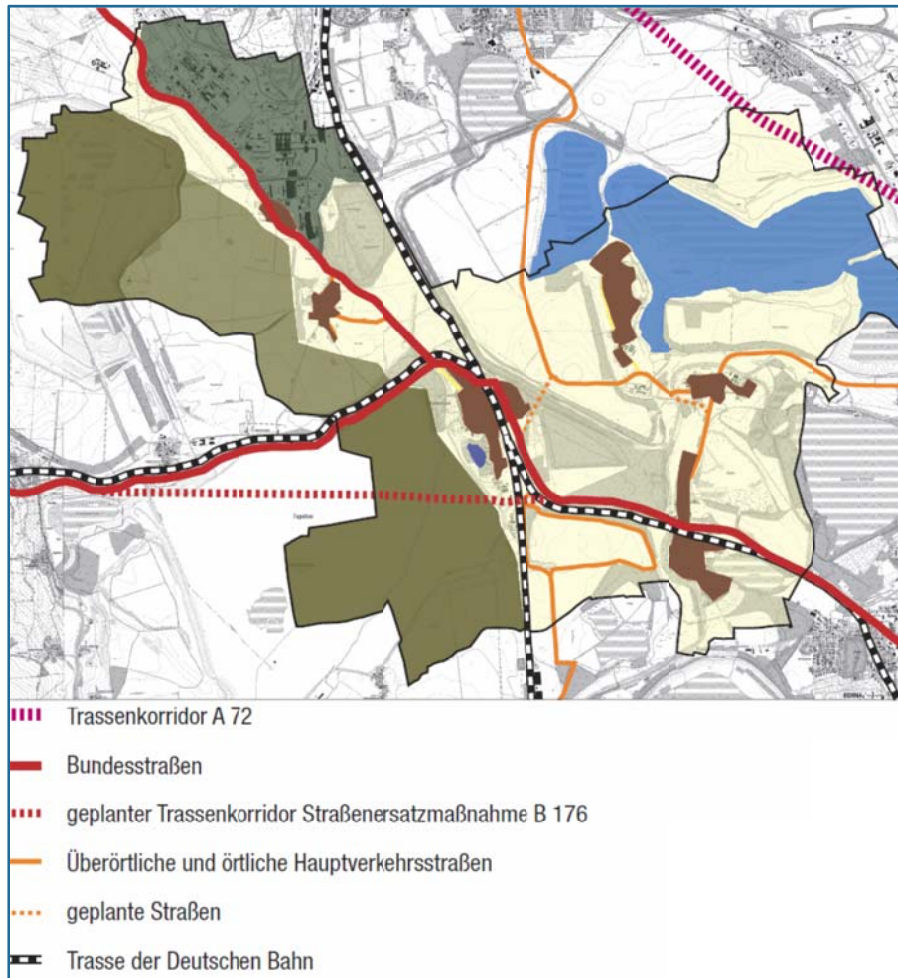 Trassenkorridor A 72
Bundesstraßen
geplanter Trassenkorridor Straßenersatzmaßnahme B 176
Überörtliche und örtliche Hauptverkehrsstraßen
geplante Straßen
Trasse der Deutschen Bahn